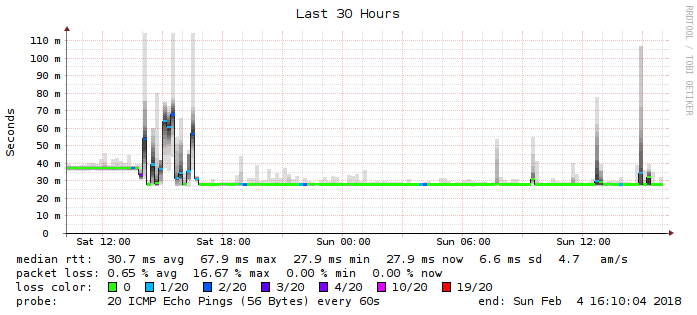 Last 30 Hours
RRDTOOL / TOBI OETIKER
Seconds
110 m
100 m
90 m
80 m
70 m
60 m
50 m
40 m
30 m
20 m
10 m
0
Sat 12:00 Sat 18:00 Sun 00:00 Sun 06:00 Sun 12:00
median rtt: 30.7 ms avg 67.9 ms max 27.9 ms min 27.9 ms now 6.6 ms sd 4.7 am/s
packet loss: 0.65 % avg 16.67 % max 0.00 % min 0.00 % now
loss color: 0 1/20 2/20 3/20 4/20 10/20 19/20
probe: 20 ICMP Echo Pings (56 Bytes) every 60s end: Sun Feb 4 16:10:04 2018